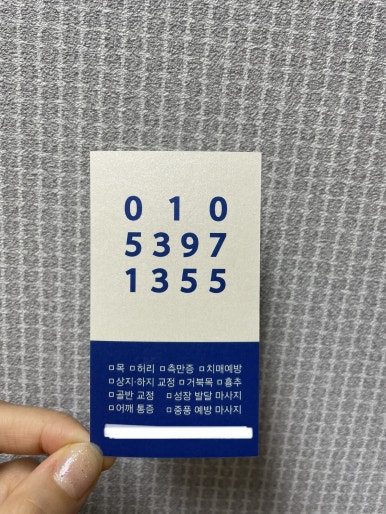 0 1 0
5397
1355
□목 □허리 □측만증 □치매예방
□상지·하지 교정 □거북목 □흉추
□골반 교정 □성장 발달 마사지
□어깨 통증 □중풍 예방 마사지